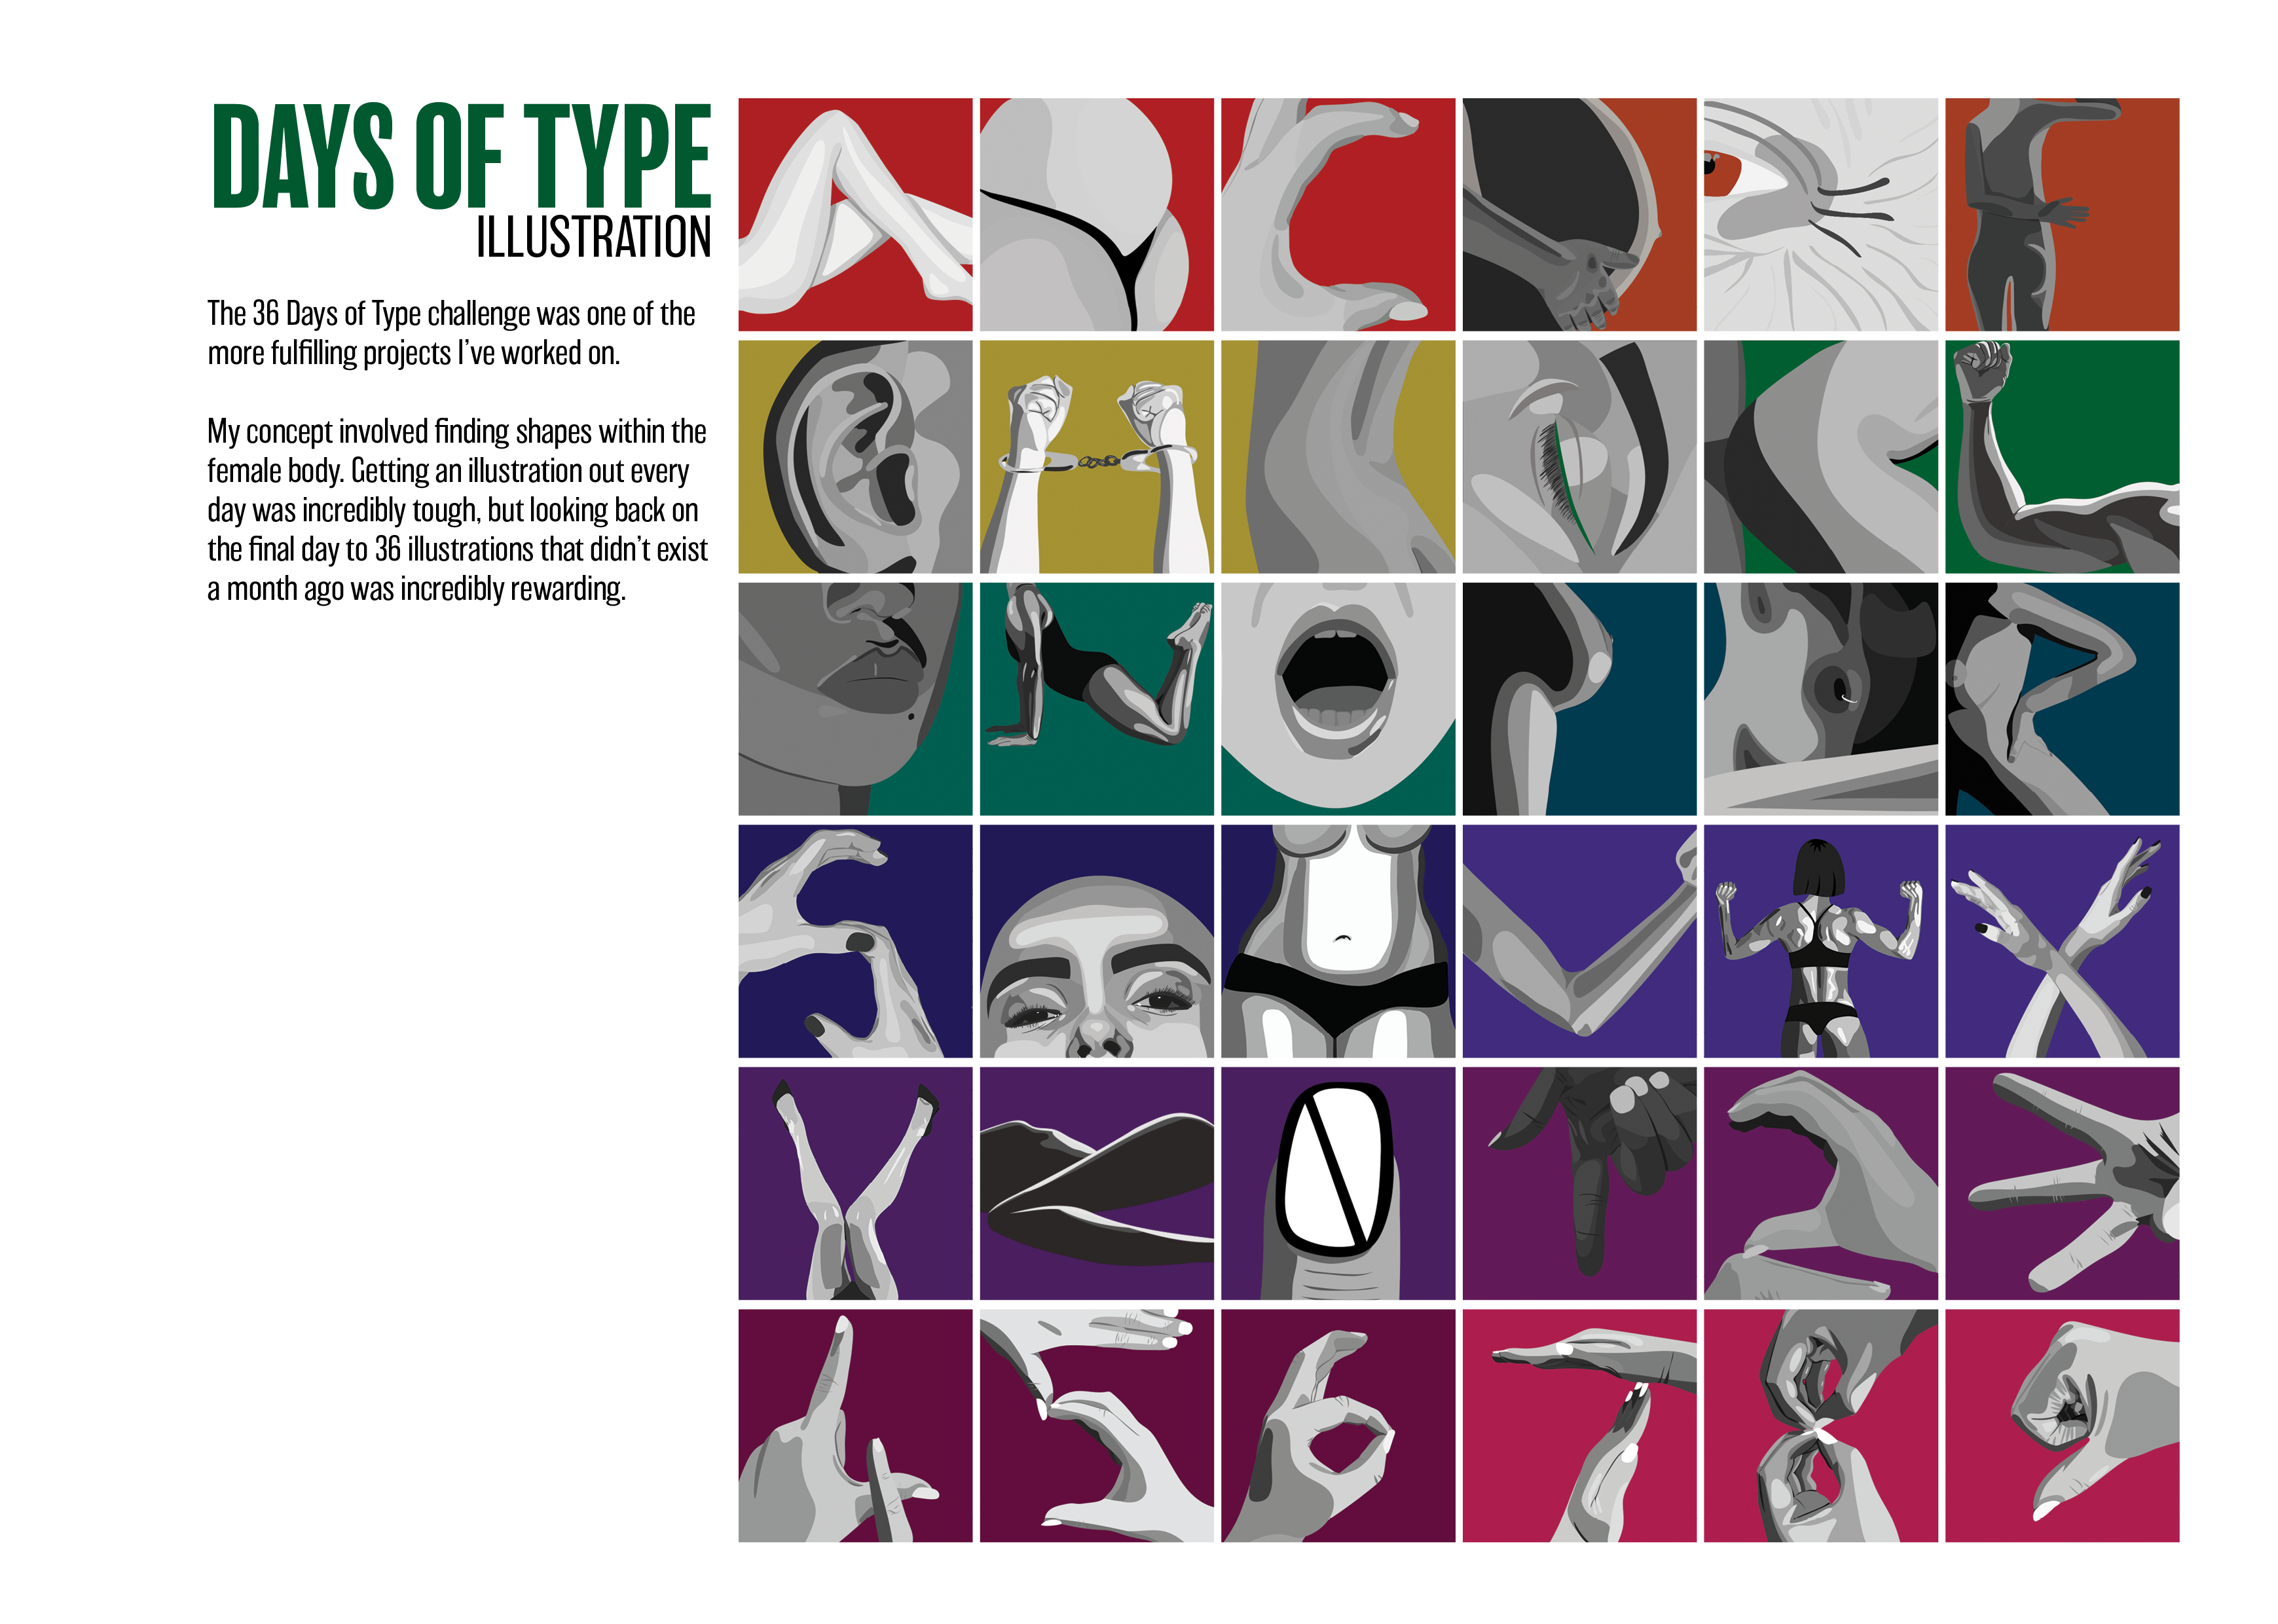 DAYS OF TYPE
ILLUSTRATION
The 36 Days of Type challenge was one of the
more fulfilling projects I’ve worked on.
My concept involved finding shapes within the
female body. Getting an illustration out every
day was incredibly tough, but looking back on
the final day to 36 illustrations that didn’t exist
a month ago was incredibly rewarding.